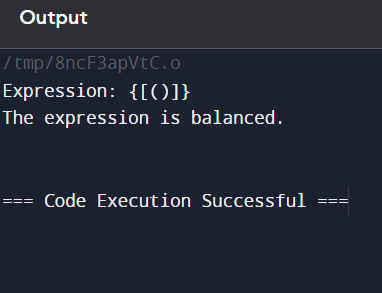 Output
/tmp/8ncF3apVtC.o
Expression: {[()]}
The expression is balanced.
=== Code Execution Successful ===